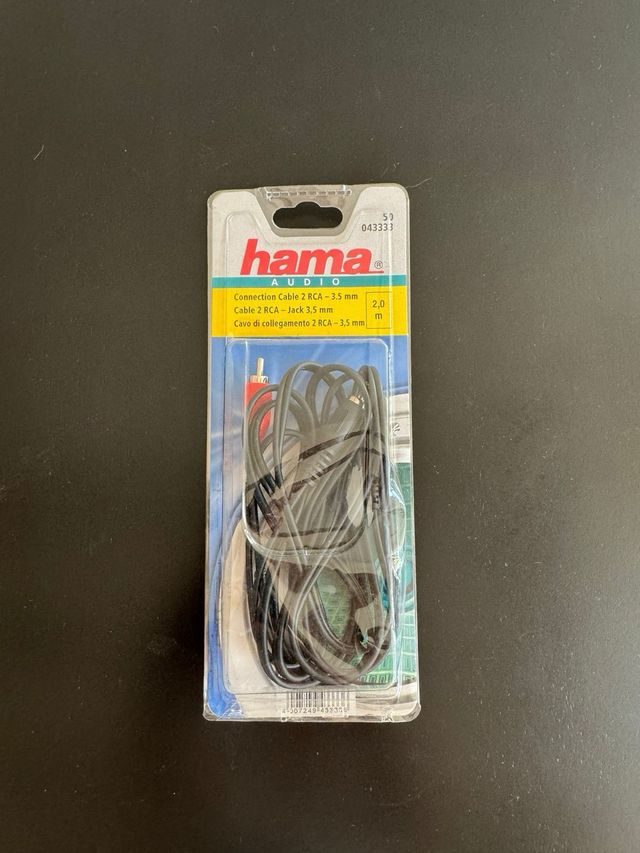 50
043333
hama®
AUDIO
Connection Cable 2 RCA – 3.5 mm
Cable 2 RCA – Jack 3,5 mm
Cavo di collegamento 2 RCA – 3,5 mm
2,0
m